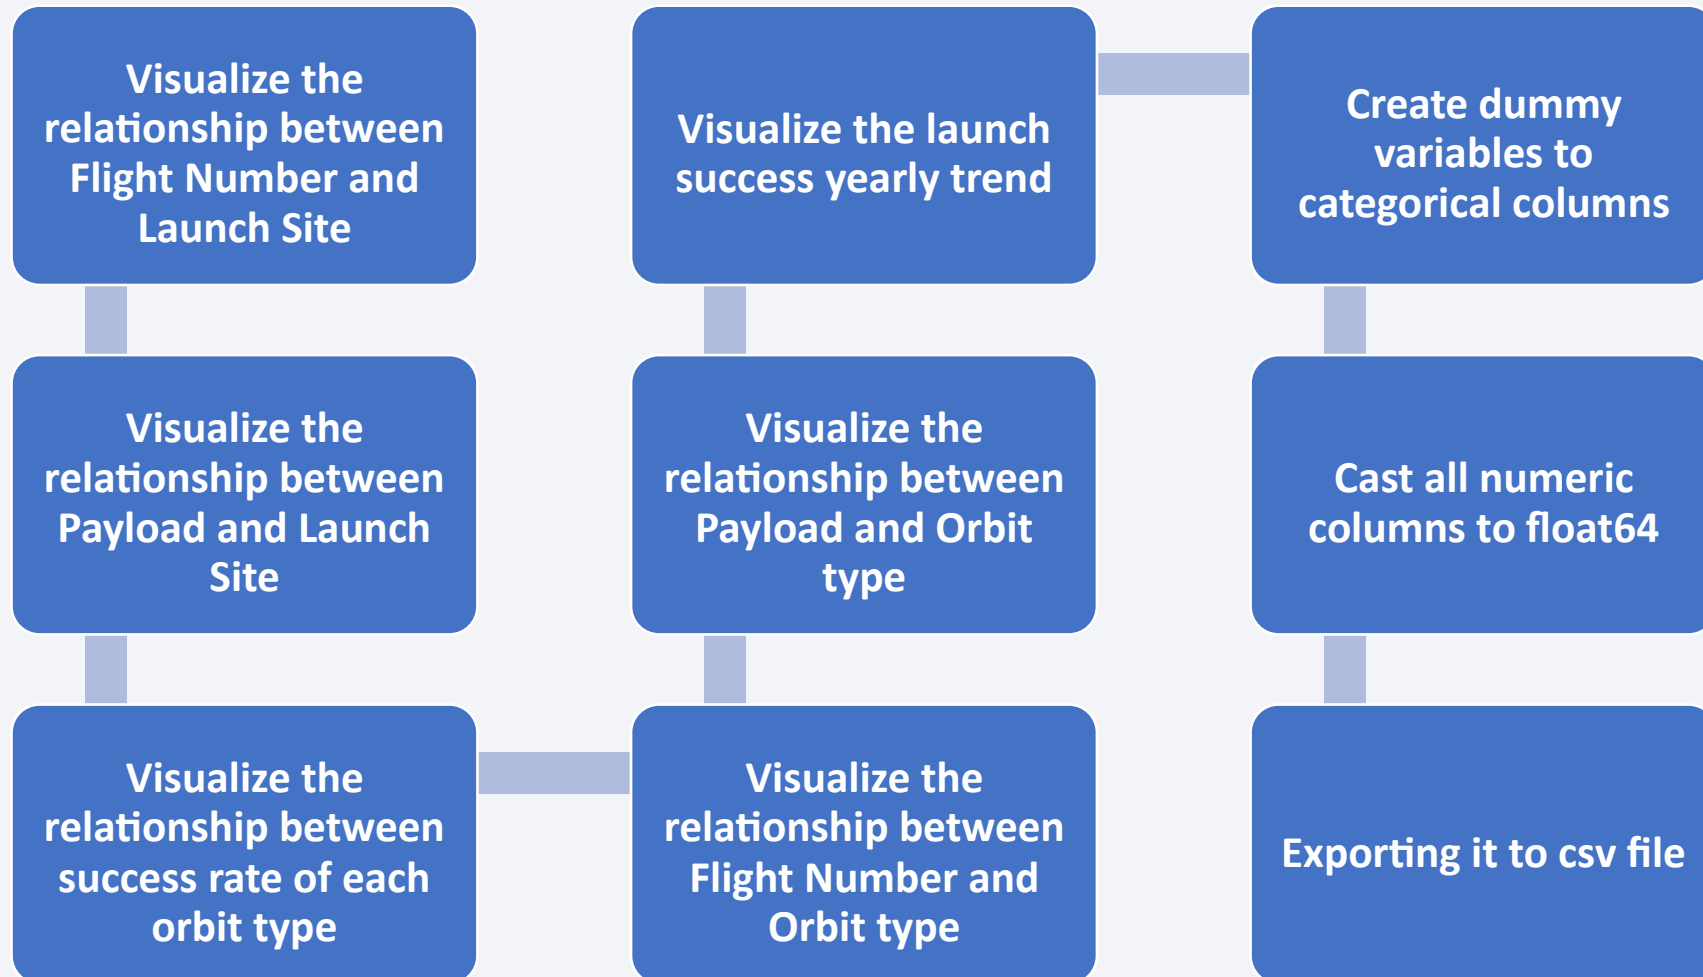 Visualize the
relationship between
Flight Number and
Launch Site
Visualize the
relationship between
Payload and Launch
Site
Visualize the
relationship between
success rate of each
orbit type
Visualize the
relationship between
Flight Number and
Orbit type
Visualize the
relationship between
Payload and Orbit
type
Visualize the launch
success yearly trend
Create dummy
variables to
categorical columns
Cast all numeric
columns to float64
Exporting it to csv file